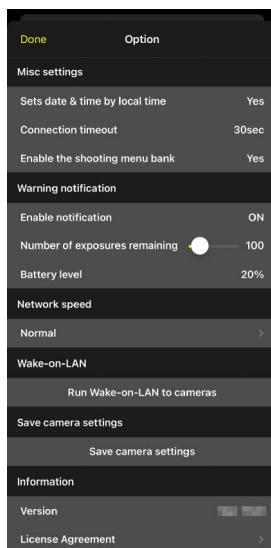 Done Option
Misc settings
Sets date & time by local time Yes
Connection timeout 30sec
Enable the shooting menu bank Yes
Warning notification
Enable notification ON
Number of exposures remaining 100
Battery level 20%
Network speed
Normal
Wake-on-LAN
Run Wake-on-LAN to cameras
Save camera settings
Save camera settings
Information
Version
License Agreement